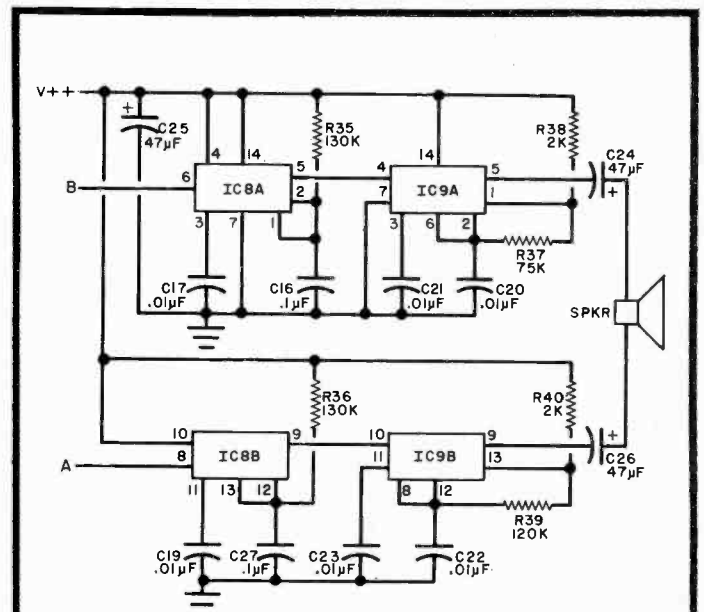 V++
C25
47µF
+
4
14
R35
130K
14
R38
2K
C24
47µF
+
B
6
IC8A
5
2
1
3
7
4
7
IC9A
5
1
3
6
2
R37
75K
C17
.01µF
C16
.1µF
C21
.01µF
C20
.01µF
SPKR
R36
130K
R40
2K
10
8
A
IC8B
9
11
13
12
10
11
IC9B
9
13
8
12
+
C26
47µF
R39
120K
C19
.01µF
C27
.1µF
C23
.01µF
C22
.01µF